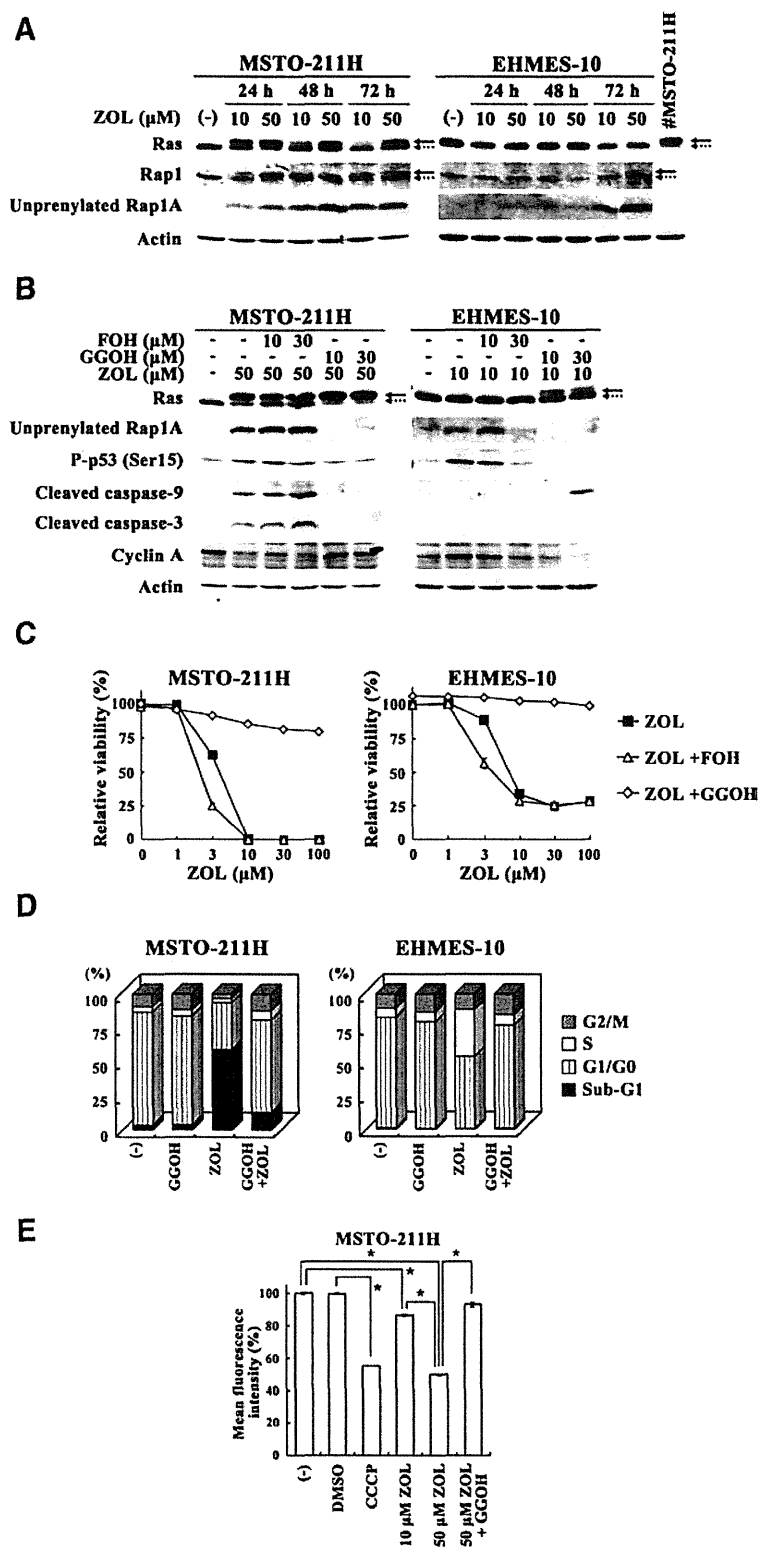 A
MSTO-211H EHMES-10 #MSTO-211H
24 h 48 h 72 h 24 h 48 h 72 h
ZOL (µM) (-) 10 50 10 50 10 50 (-) 10 50 10 50 10 50
Ras
Rap1
Unprenylated Rap1A
Actin
B
MSTO-211H EHMES-10
FOH (µM) - - 10 30 - - - - 10 30 - -
GGOH (µM) - - - - 10 30 - - - - 10 30
ZOL (µM) - 50 50 50 50 50 - 10 10 10 10 10
Ras
Unprenylated Rap1A
P-p53 (Ser15)
Cleaved caspase-9
Cleaved caspase-3
Cyclin A
Actin
C
MSTO-211H EHMES-10
Relative viability (%) Relative viability (%)
100 100
75 75
50 50
25 25
0 0
0 1 3 10 30 100 0 1 3 10 30 100
ZOL (µM) ZOL (µM)
ZOL
ZOL +FOH
ZOL +GGOH
D
MSTO-211H EHMES-10
(%) (%)
100 100
75 75
50 50
25 25
0 0
(-) GGOH ZOL GGOH +ZOL (-) GGOH ZOL GGOH +ZOL
G2/M
S
G1/G0
Sub-G1
E
MSTO-211H
* * * * *
Mean fluorescence intensity (%)
100
80
60
40
20
0
(-) DMSO CCCP 10 µM ZOL 50 µM ZOL 50 µM ZOL + GGOH